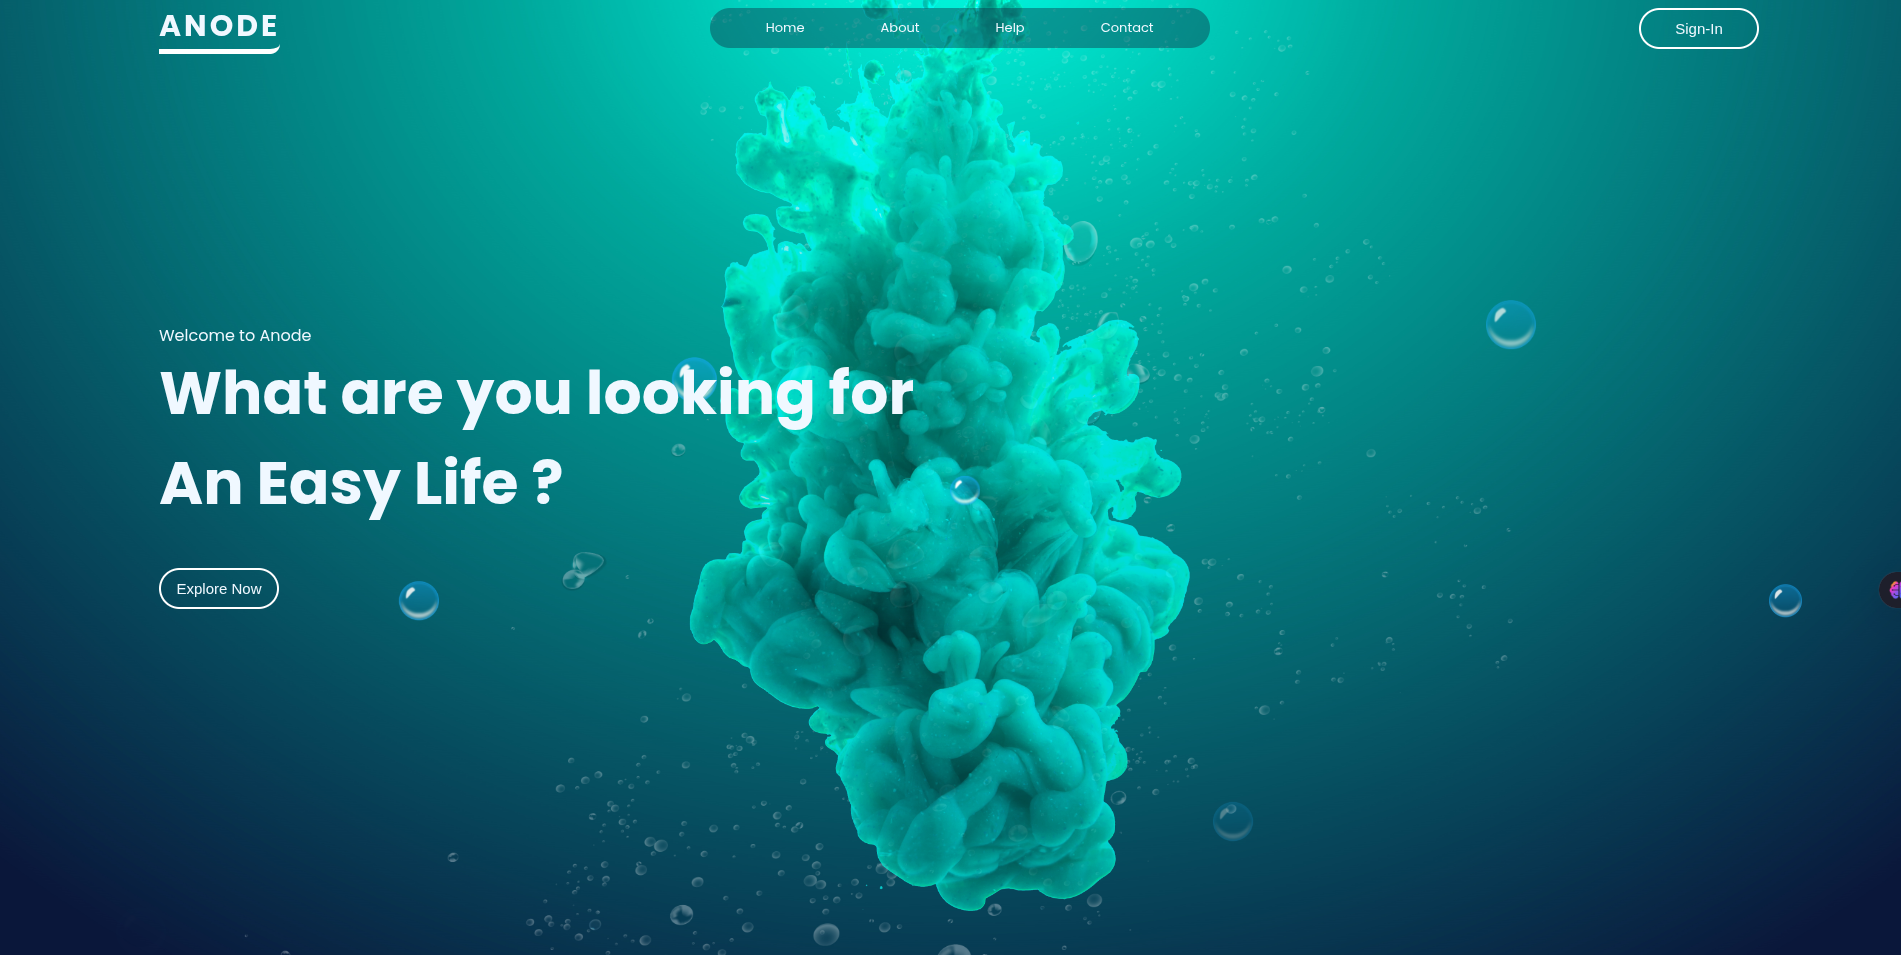 ANODE
Home About Help Contact
Sign-In
Welcome to Anode
What are you looking for
An Easy Life ?
Explore Now